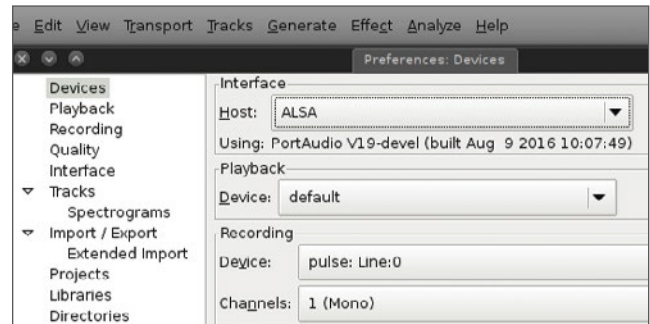 e Edit View Transport Tracks Generate Effect Analyze Help
Preferences: Devices
Devices
Playback
Recording
Quality
Interface
Tracks
Spectrograms
Import / Export
Extended Import
Projects
Libraries
Directories
Interface
Host: ALSA
Using: PortAudio V19-devel (built Aug 9 2016 10:07:49)
Playback
Device: default
Recording
Device: pulse: Line:0
Channels: 1 (Mono)